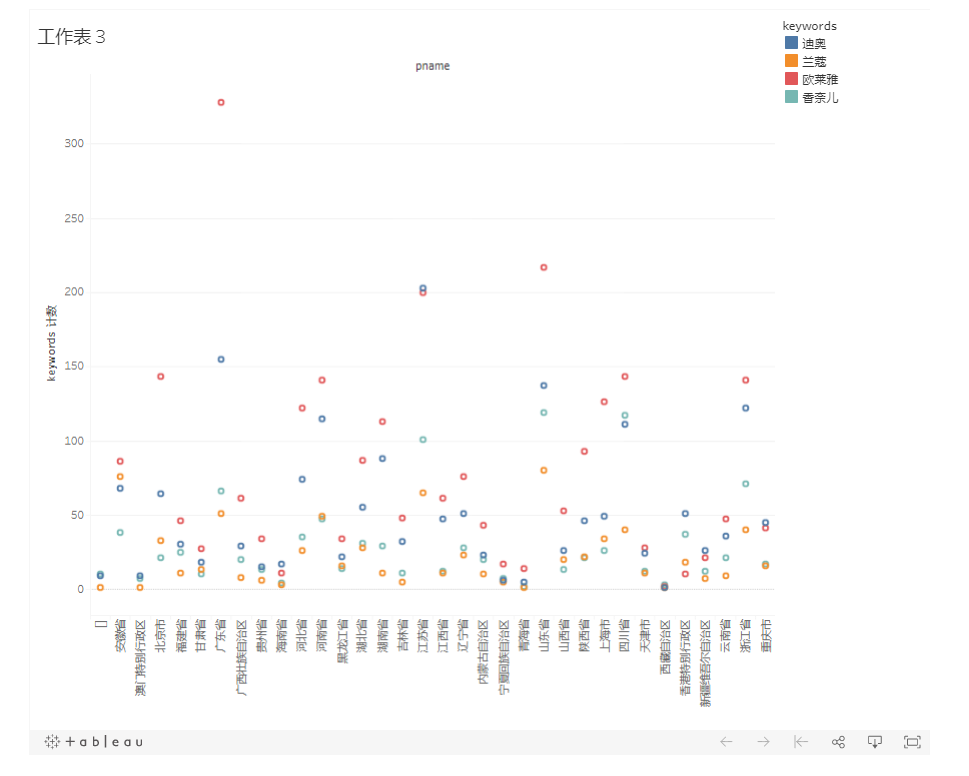 工作表 3
keywords
迪奥
兰蔻
欧莱雅
香奈儿
pname
300
250
200
150
100
50
0
keywords 计数
[]
安徽省
澳门特别行政区
北京市
福建省
甘肃省
广东省
广西壮族自治区
贵州省
海南省
河北省
河南省
黑龙江省
湖北省
湖南省
吉林省
江苏省
江西省
辽宁省
内蒙古自治区
宁夏回族自治区
青海省
山东省
山西省
陕西省
上海市
四川省
天津市
西藏自治区
香港特别行政区
新疆维吾尔自治区
云南省
浙江省
重庆市
+ableau